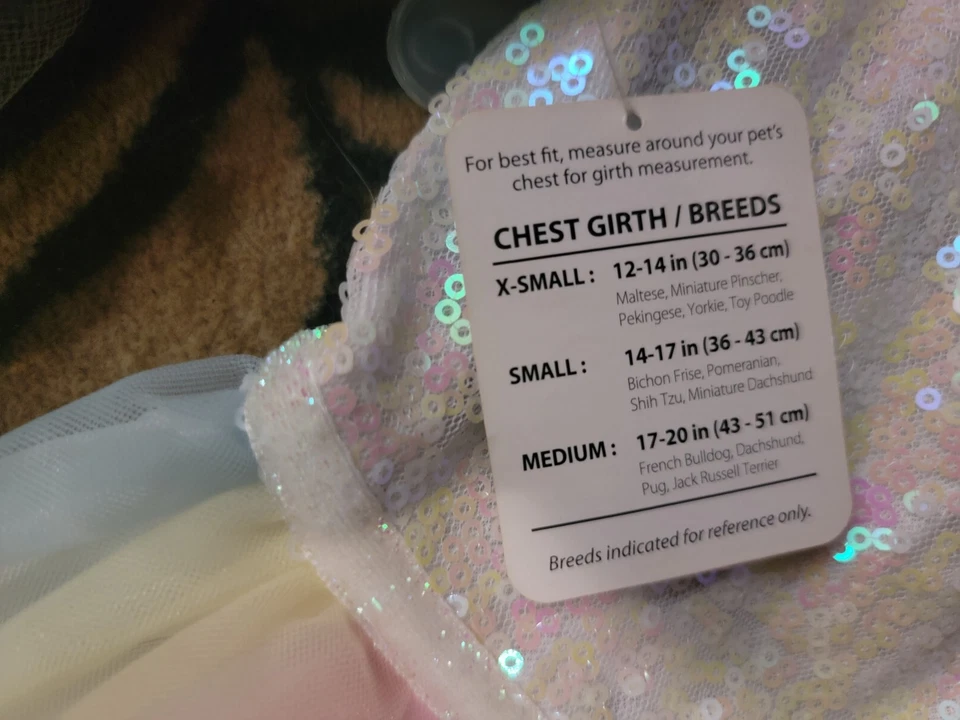 For best fit, measure around your pet's
chest for girth measurement.
CHEST GIRTH / BREEDS
X-SMALL : 12-14 in (30 - 36 cm)
Maltese, Miniature Pinscher,
Pekingese, Yorkie, Toy Poodle
SMALL : 14-17 in (36 - 43 cm)
Bichon Frise, Pomeranian,
Shih Tzu, Miniature Dachshund
MEDIUM : 17-20 in (43 - 51 cm)
French Bulldog, Dachshund,
Pug, Jack Russell Terrier
Breeds indicated for reference only.